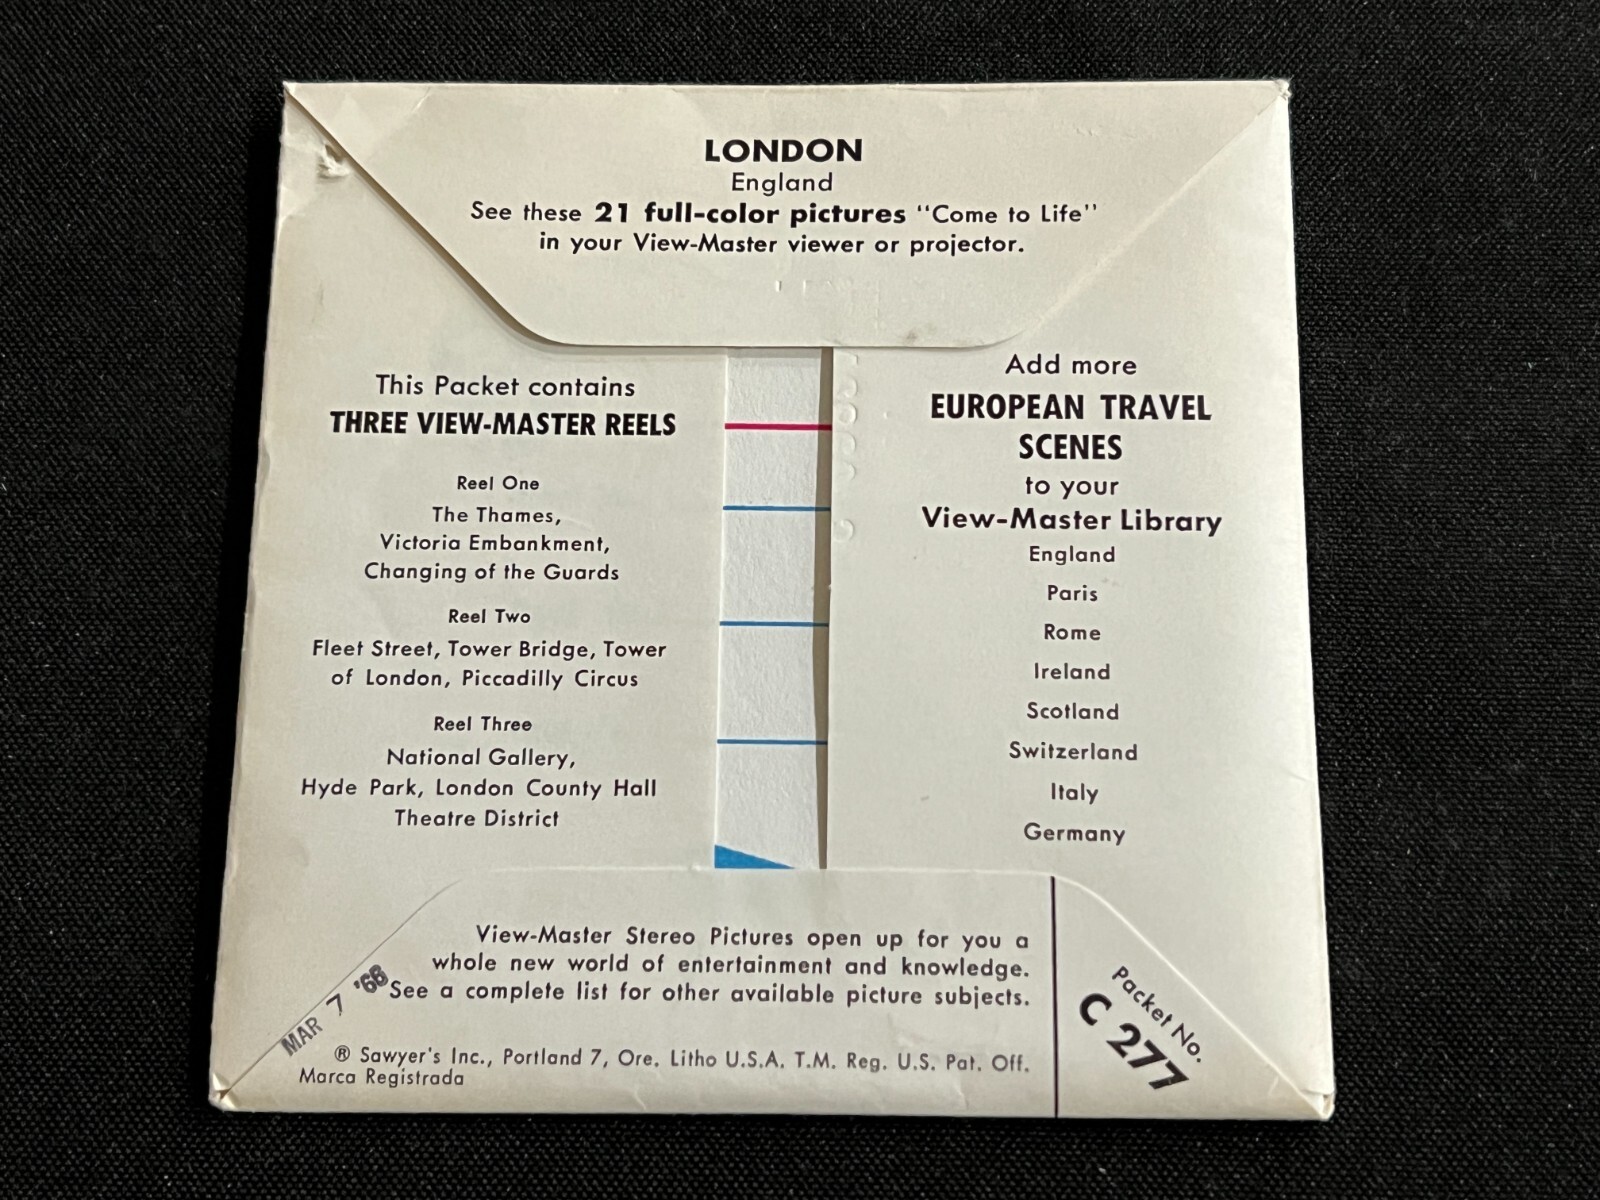 LONDON
England
See these 21 full-color pictures "Come to Life"
in your View-Master viewer or projector.
This Packet contains
THREE VIEW-MASTER REELS
Reel One
The Thames,
Victoria Embankment,
Changing of the Guards
Reel Two
Fleet Street, Tower Bridge, Tower
of London, Piccadilly Circus
Reel Three
National Gallery,
Hyde Park, London County Hall
Theatre District
Add more
EUROPEAN TRAVEL
SCENES
to your
View-Master Library
England
Paris
Rome
Ireland
Scotland
Switzerland
Italy
Germany
View-Master Stereo Pictures open up for you a
whole new world of entertainment and knowledge.
See a complete list for other available picture subjects.
MAR 7 '66
® Sawyer's Inc., Portland 7, Ore. Litho U.S.A. T.M. Reg. U.S. Pat. Off.
Marca Registrada
Packet No.
C 277